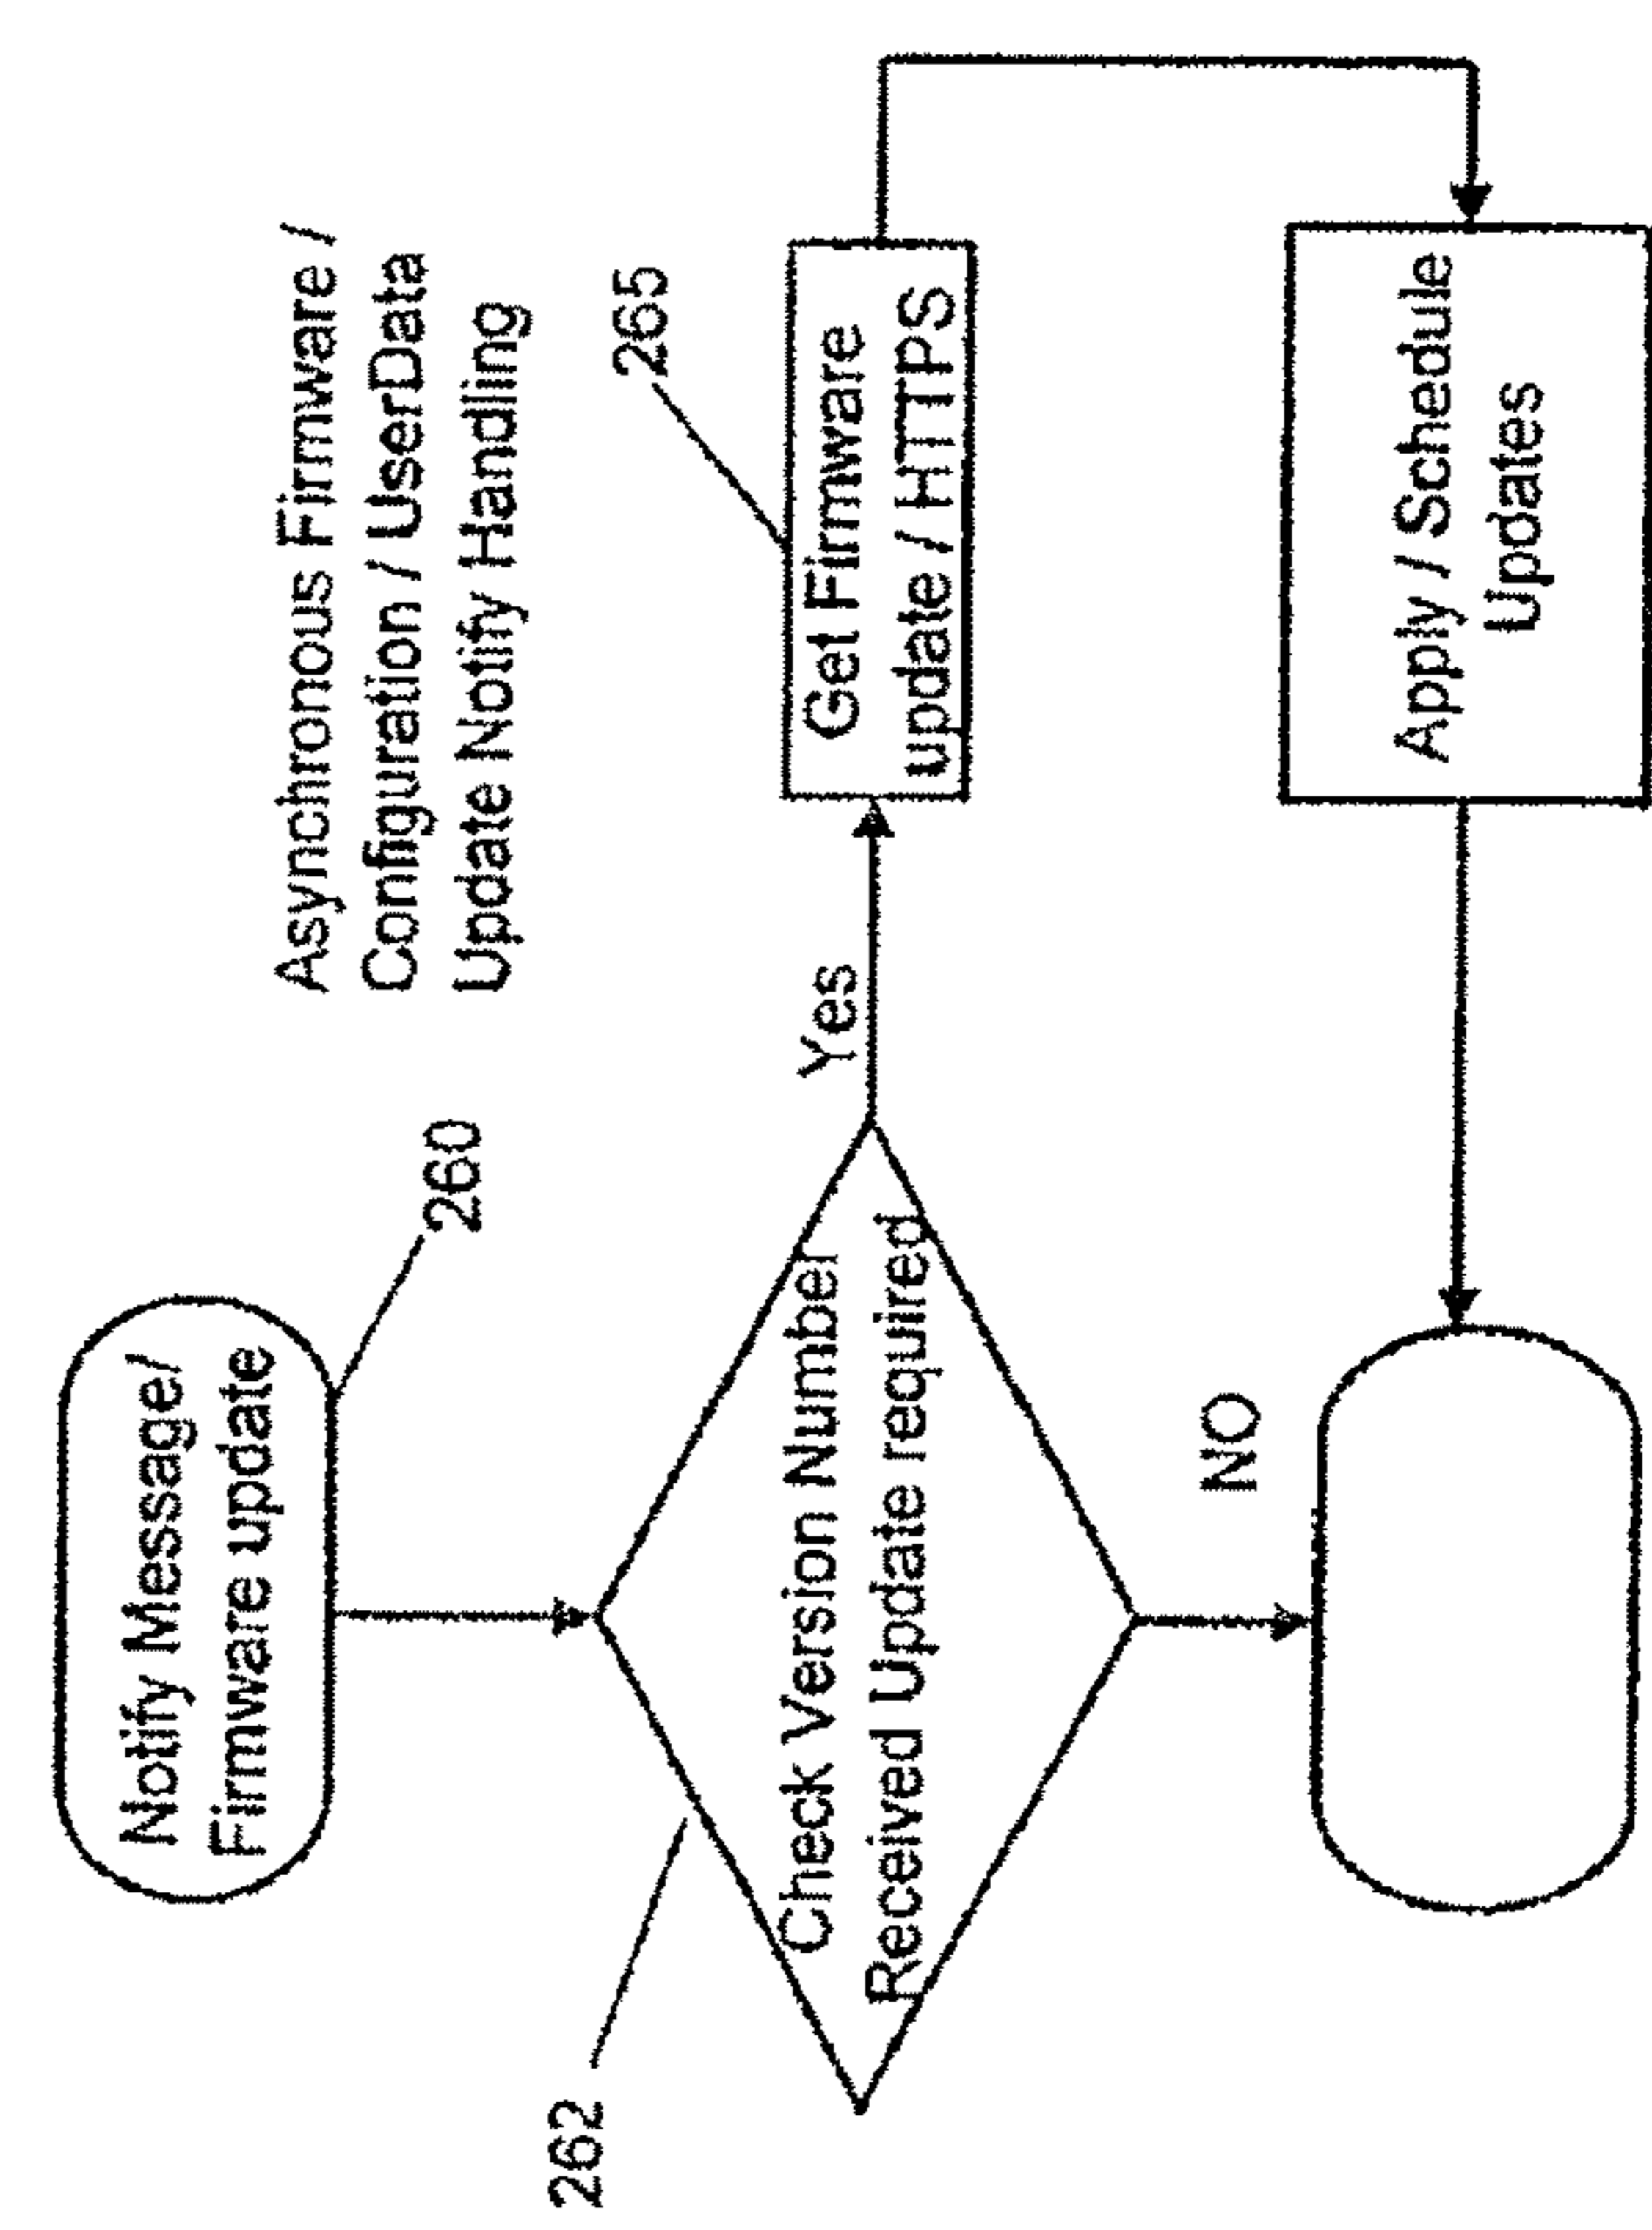 Asynchronous Firmware /
Configuration / UserData
Update Notify Handling
Notify Message/
Firmware update
260
262
Check Version Number
Received Update required
Yes
265
Get Firmware
update / HTTPS
NO
Apply / Schedule
Updates